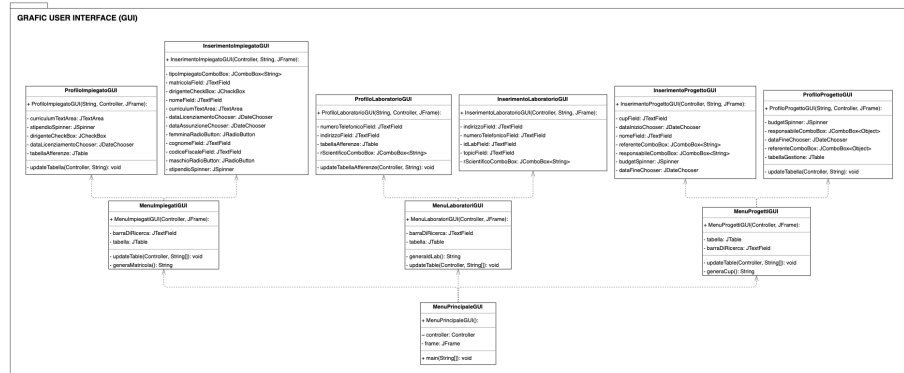 GRAFIC USER INTERFACE (GUI)
InserimentoImpiegatoGUI
+ InserimentoImpiegatoGUI(Controller, String, JFrame):
- tipoImpiegatoComboBox: JComboBox<String>
- matricolaField: JTextField
- dirigenteCheckBox: JCheckBox
- nomeField: JTextField
- curriculumTextArea: JTextArea
- dataLicenziamentoChooser: JDateChooser
- dataAssunzioneChooser: JDateChooser
- femminaRadioButton: JRadioButton
- cognomeField: JTextField
- codiceFiscaleField: JTextField
- maschioRadioButton: JRadioButton
- stipendioSpinner: JSpinner
ProfiloImpiegatoGUI
+ ProfiloImpiegatoGUI(String, Controller, JFrame):
- curriculumTextArea: JTextArea
- stipendioSpinner: JSpinner
- dirigenteCheckBox: JCheckBox
- dataLicenziamentoChooser: JDateChooser
- tabellaAfferenze: JTable
- updateTabella(Controller, String): void
ProfiloLaboratorioGUI
+ ProfiloLaboratorioGUI(String, Controller, JFrame):
- numeroTelefonicoField: JTextField
- indirizzoField: JTextField
- tabellaAfferenze: JTable
- rScientificoComboBox: JComboBox<String>
- updateTabellaAfferenze(Controller, String): void
InserimentoLaboratorioGUI
+ InserimentoLaboratorioGUI(Controller, String, JFrame):
- indirizzoField: JTextField
- numeroTelefonicoField: JTextField
- idLabField: JTextField
- topicField: JTextField
- rScientificoComboBox: JComboBox<String>
InserimentoProgettoGUI
+ InserimentoProgettoGUI(Controller, String, JFrame):
- cupField: JTextField
- dataInizioChooser: JDateChooser
- nomeField: JTextField
- referenteComboBox: JComboBox<String>
- responsabileComboBox: JComboBox<String>
- budgetSpinner: JSpinner
- dataFineChooser: JDateChooser
ProfiloProgettoGUI
+ ProfiloProgettoGUI(String, Controller, JFrame):
- budgetSpinner: JSpinner
- responsabileComboBox: JComboBox<Object>
- dataFineChooser: JDateChooser
- referenteComboBox: JComboBox<Object>
- tabellaGestione: JTable
- updateTabella(Controller, String): void
MenuImpiegatiGUI
+ MenuImpiegatiGUI(Controller, JFrame):
- barraDiRicerca: JTextField
- tabella: JTable
- updateTable(Controller, String[]): void
- generaMatricola(): String
MenuLaboratoriGUI
+ MenuLaboratoriGUI(Controller, JFrame):
- barraDiRicerca: JTextField
- tabella: JTable
- generaIdLab(): String
- updateTable(Controller, String[]): void
MenuProgettiGUI
+ MenuProgettiGUI(Controller, JFrame):
- tabella: JTable
- barraDiRicerca: JTextField
- updateTable(Controller, String[]): void
- generaCup(): String
MenuPrincipaleGUI
+ MenuPrincipaleGUI():
~ controller: Controller
- frame: JFrame
+ main(String[]): void